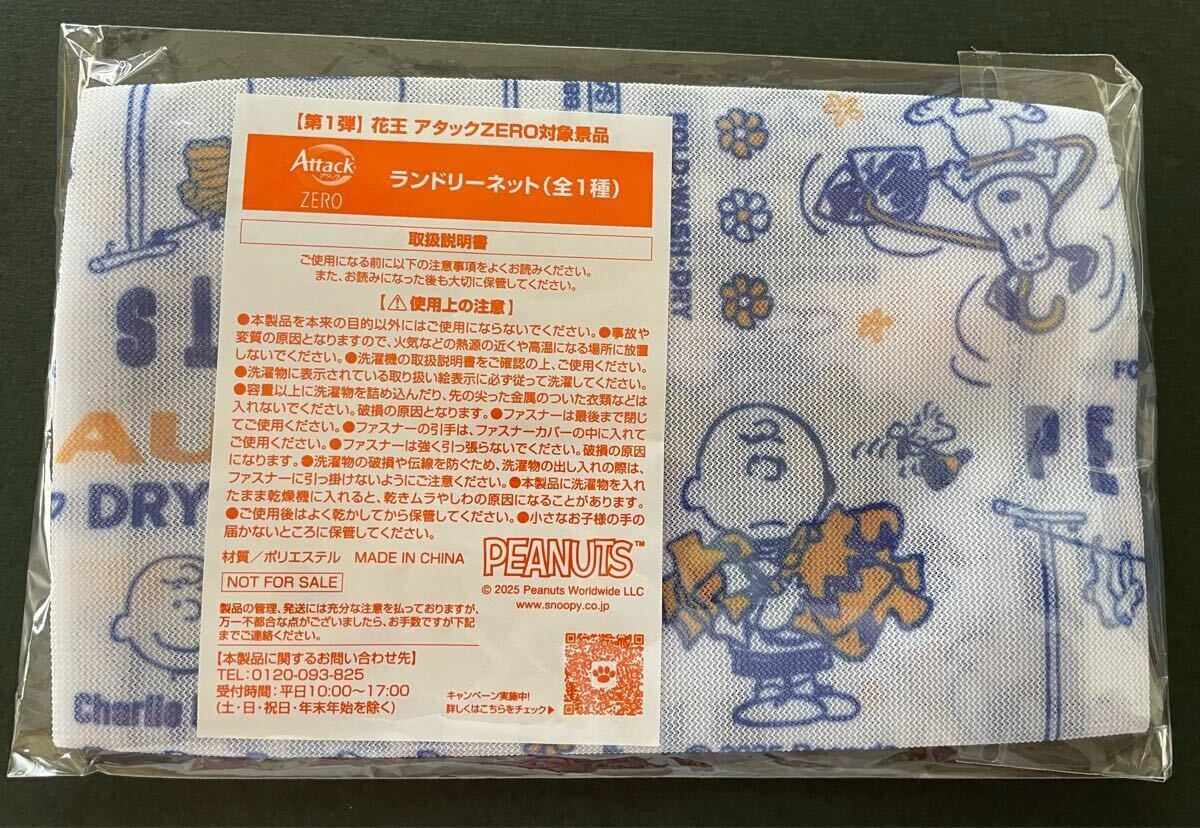 【第1弾】花王 アタックZERO対象景品
Attack
アタック
ZERO
ランドリーネット(全1種)
取扱説明書
ご使用になる前に以下の注意事項をよくお読みください。
また、お読みになった後も大切に保管してください。
【⚠使用上の注意】
●本製品を本来の目的以外にはご使用にならないでください。●事故や
変質の原因となりますので、火気などの熱源の近くや高温になる場所に放置
しないでください。●洗濯機の取扱説明書をご確認の上、ご使用ください。
●洗濯物に表示されている取り扱い絵表示に必ず従って洗濯してください。
●容量以上に洗濯物を詰め込んだり、先の尖った金属のついた衣類などは
入れないでください。破損の原因となります。●ファスナーは最後まで閉じ
てご使用ください。●ファスナーの引手は、ファスナーカバーの中に入れて
ご使用ください。●ファスナーは強く引っ張らないでください。破損の原因
になります。●洗濯物の破損や伝線を防ぐため、洗濯物の出し入れの際は、
ファスナーに引っ掛けないようにご注意ください。●本製品に洗濯物を入れ
たまま乾燥機に入れると、乾きムラやしわの原因になることがあります。
●ご使用後はよく乾かしてから保管してください。●小さなお子様の手の
届かないところに保管してください。
材質/ポリエステル MADE IN CHINA
NOT FOR SALE
PEANUTS™
© 2025 Peanuts Worldwide LLC
www.snoopy.co.jp
製品の管理、発送には充分な注意を払っておりますが、
万一不都合な点がございましたら、お手数ですが下記
までご連絡ください。
【本製品に関するお問い合わせ先】
TEL:0120-093-825
受付時間:平日10:00~17:00
(土・日・祝日・年末年始を除く)
キャンペーン実施中!
詳しくはこちらをチェック▶
AU
DRY
Charlie
WASH·DRY
FO
PE